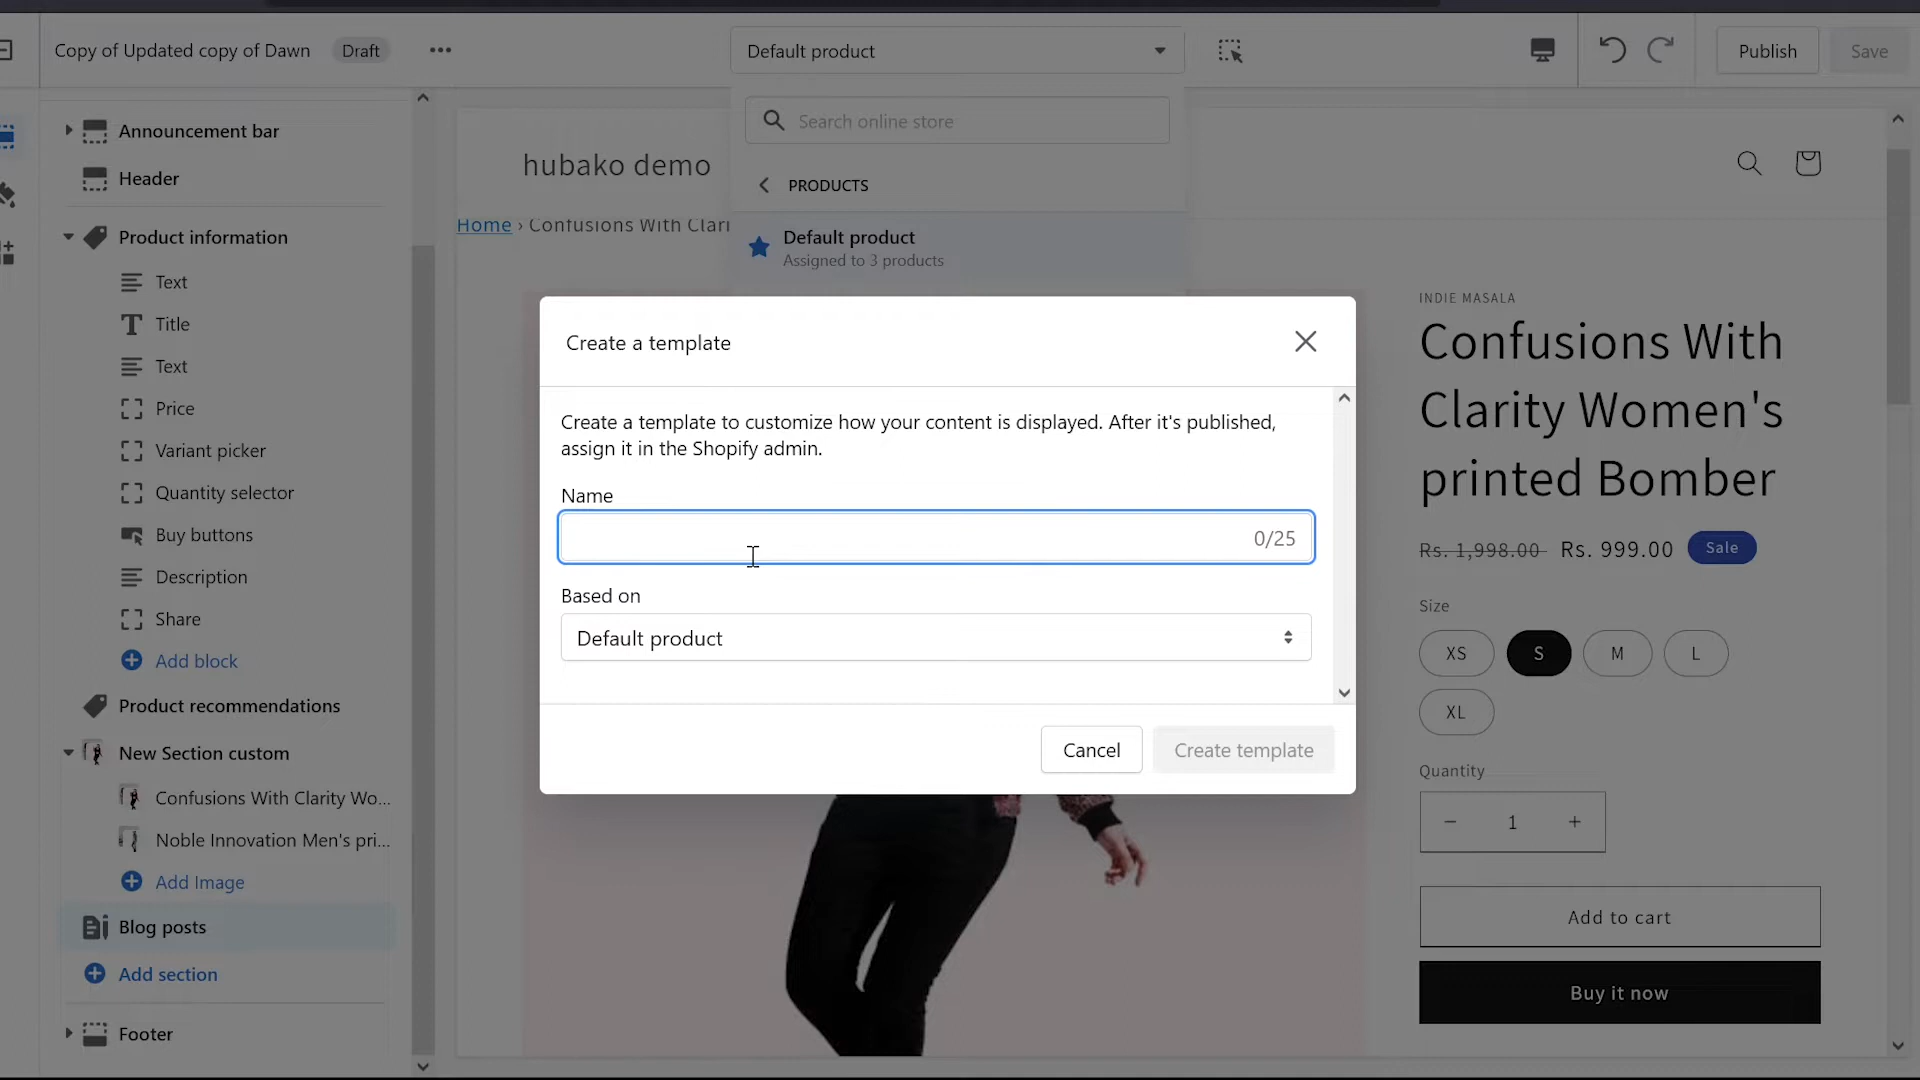 Copy of Updated copy of Dawn
Draft
Default product
Publish
Save
Announcement bar
Header
Product information
Text
Title
Text
Price
Variant picker
Quantity selector
Buy buttons
Description
Share
Add block
Product recommendations
New Section custom
Confusions With Clarity Wo...
Noble Innovation Men's pri...
Add Image
Blog posts
Add section
Footer
Search online store
PRODUCTS
Default product
Assigned to 3 products
hubako demo
Home › Confusions With Clari
Create a template
Create a template to customize how your content is displayed. After it's published,
assign it in the Shopify admin.
Name
0/25
Based on
Default product
Cancel
Create template
INDIE MASALA
Confusions With
Clarity Women's
printed Bomber
Rs. 1,998.00 Rs. 999.00 Sale
Size
XS S M L
XL
Quantity
− 1 +
Add to cart
Buy it now